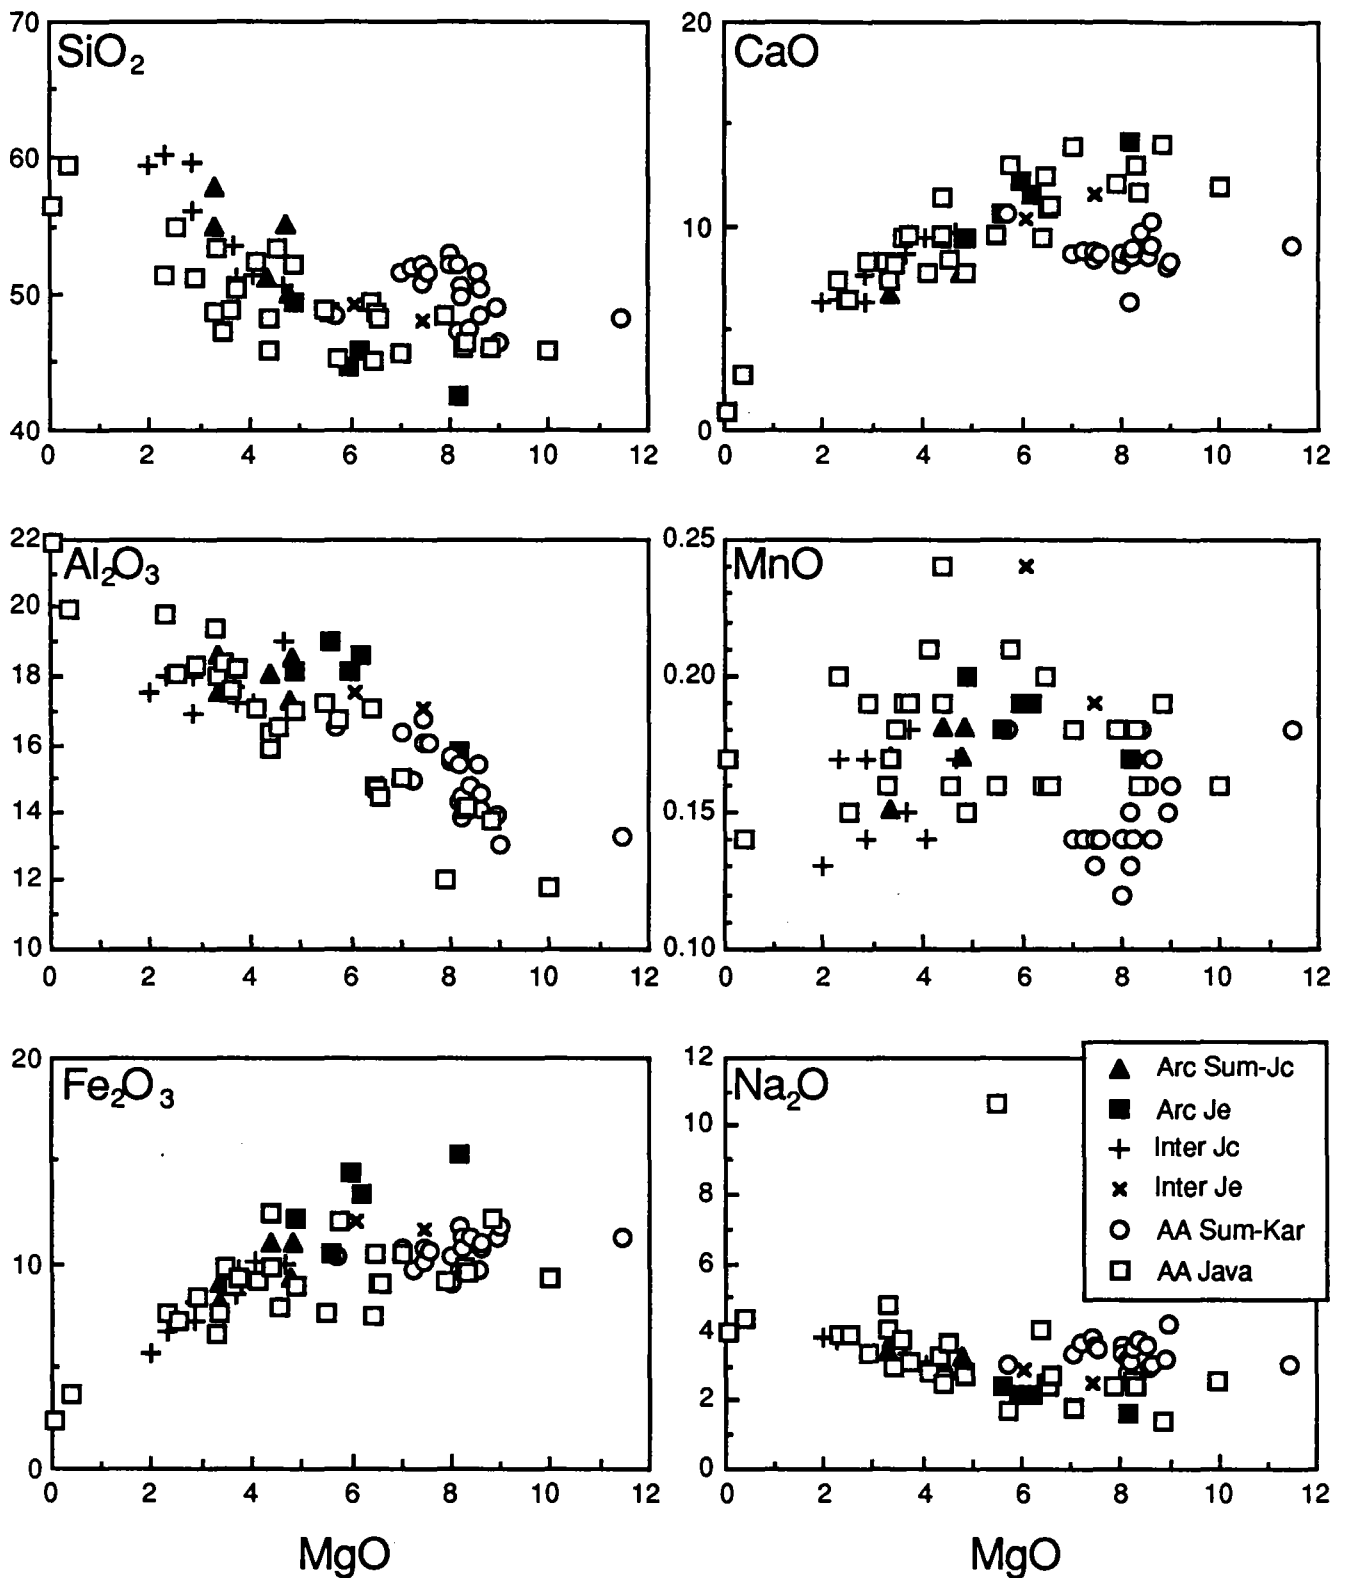 SiO2
70
60
50
40
0 2 4 6 8 10 12
CaO
20
10
0
0 2 4 6 8 10 12
Al2O3
22
20
18
16
14
12
10
0 2 4 6 8 10 12
MnO
0.25
0.20
0.15
0.10
0 2 4 6 8 10 12
Fe2O3
20
10
0
0 2 4 6 8 10 12
MgO
Na2O
12
10
8
6
4
2
0
0 2 4 6 8 10 12
MgO
Arc Sum-Jc
Arc Je
Inter Jc
Inter Je
AA Sum-Kar
AA Java